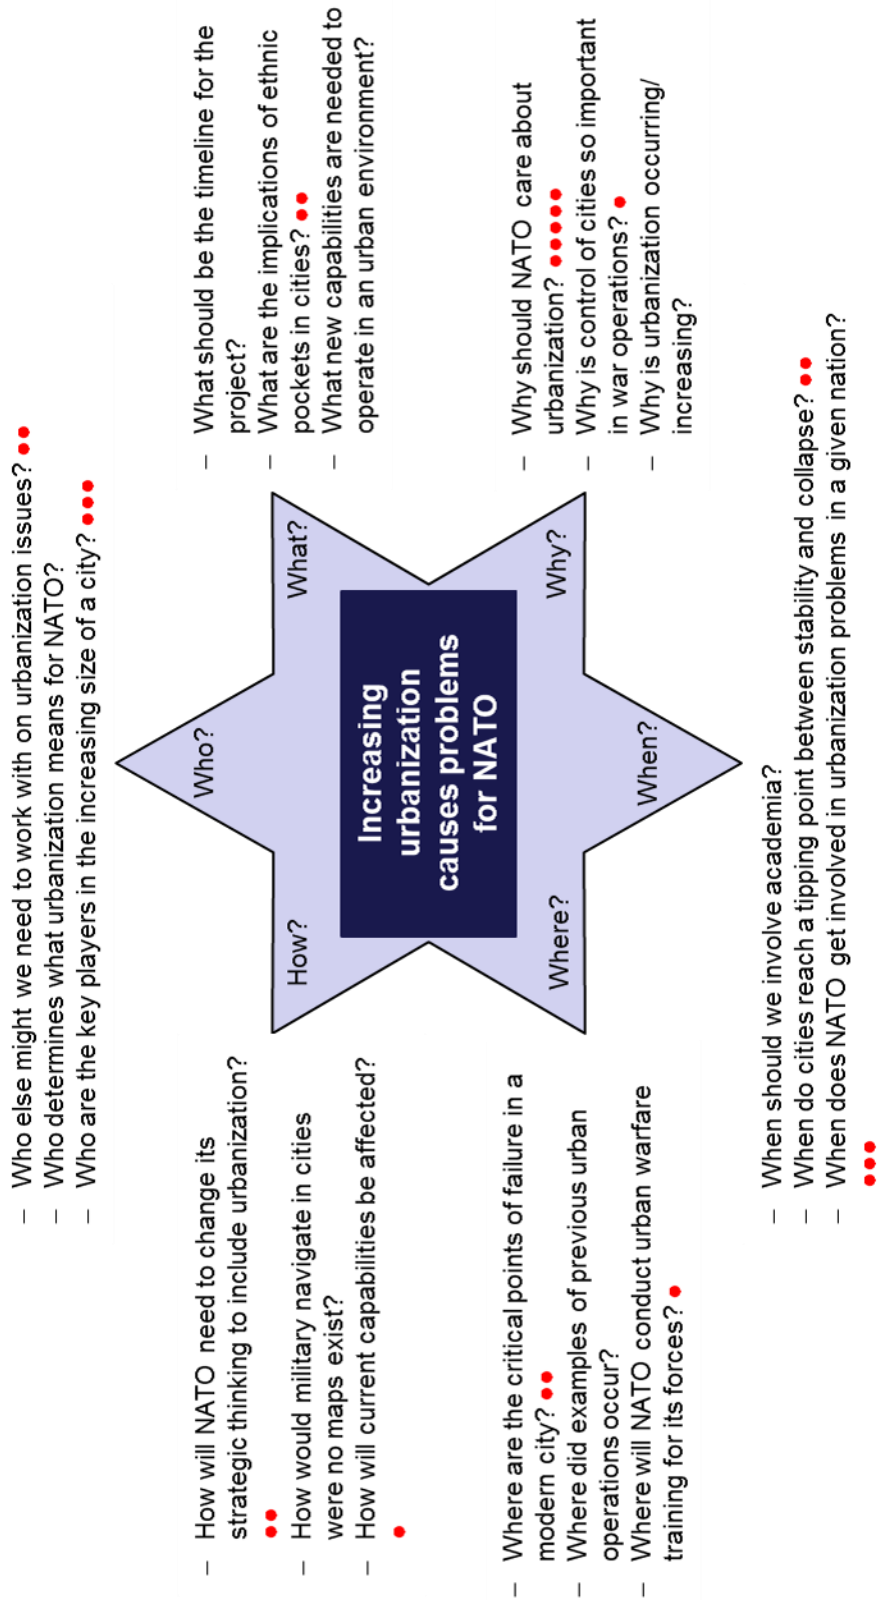 – Who else might we need to work with on urbanization issues?
– Who determines what urbanization means for NATO?
– Who are the key players in the increasing size of a city?
– How will NATO need to change its
strategic thinking to include urbanization?
– How would military navigate in cities
were no maps exist?
– How will current capabilities be affected?
– What should be the timeline for the
project?
– What are the implications of ethnic
pockets in cities?
– What new capabilities are needed to
operate in an urban environment?
Who?
How?
What?
Increasing
urbanization
causes problems
for NATO
Where?
Why?
When?
– Where are the critical points of failure in a
modern city?
– Where did examples of previous urban
operations occur?
– Where will NATO conduct urban warfare
training for its forces?
– Why should NATO care about
urbanization?
– Why is control of cities so important
in war operations?
– Why is urbanization occurring/
increasing?
– When should we involve academia?
– When do cities reach a tipping point between stability and collapse?
– When does NATO get involved in urbanization problems in a given nation?